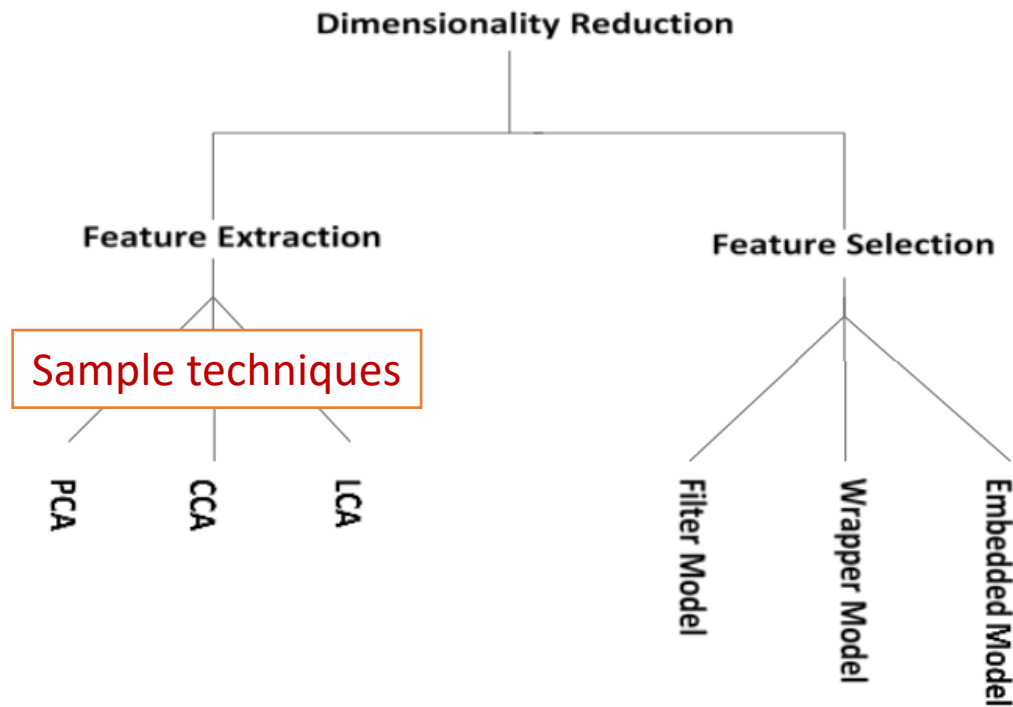 Dimensionality Reduction
Feature Extraction
Feature Selection
Sample techniques
PCA
CCA
LCA
Filter Model
Wrapper Model
Embedded Model